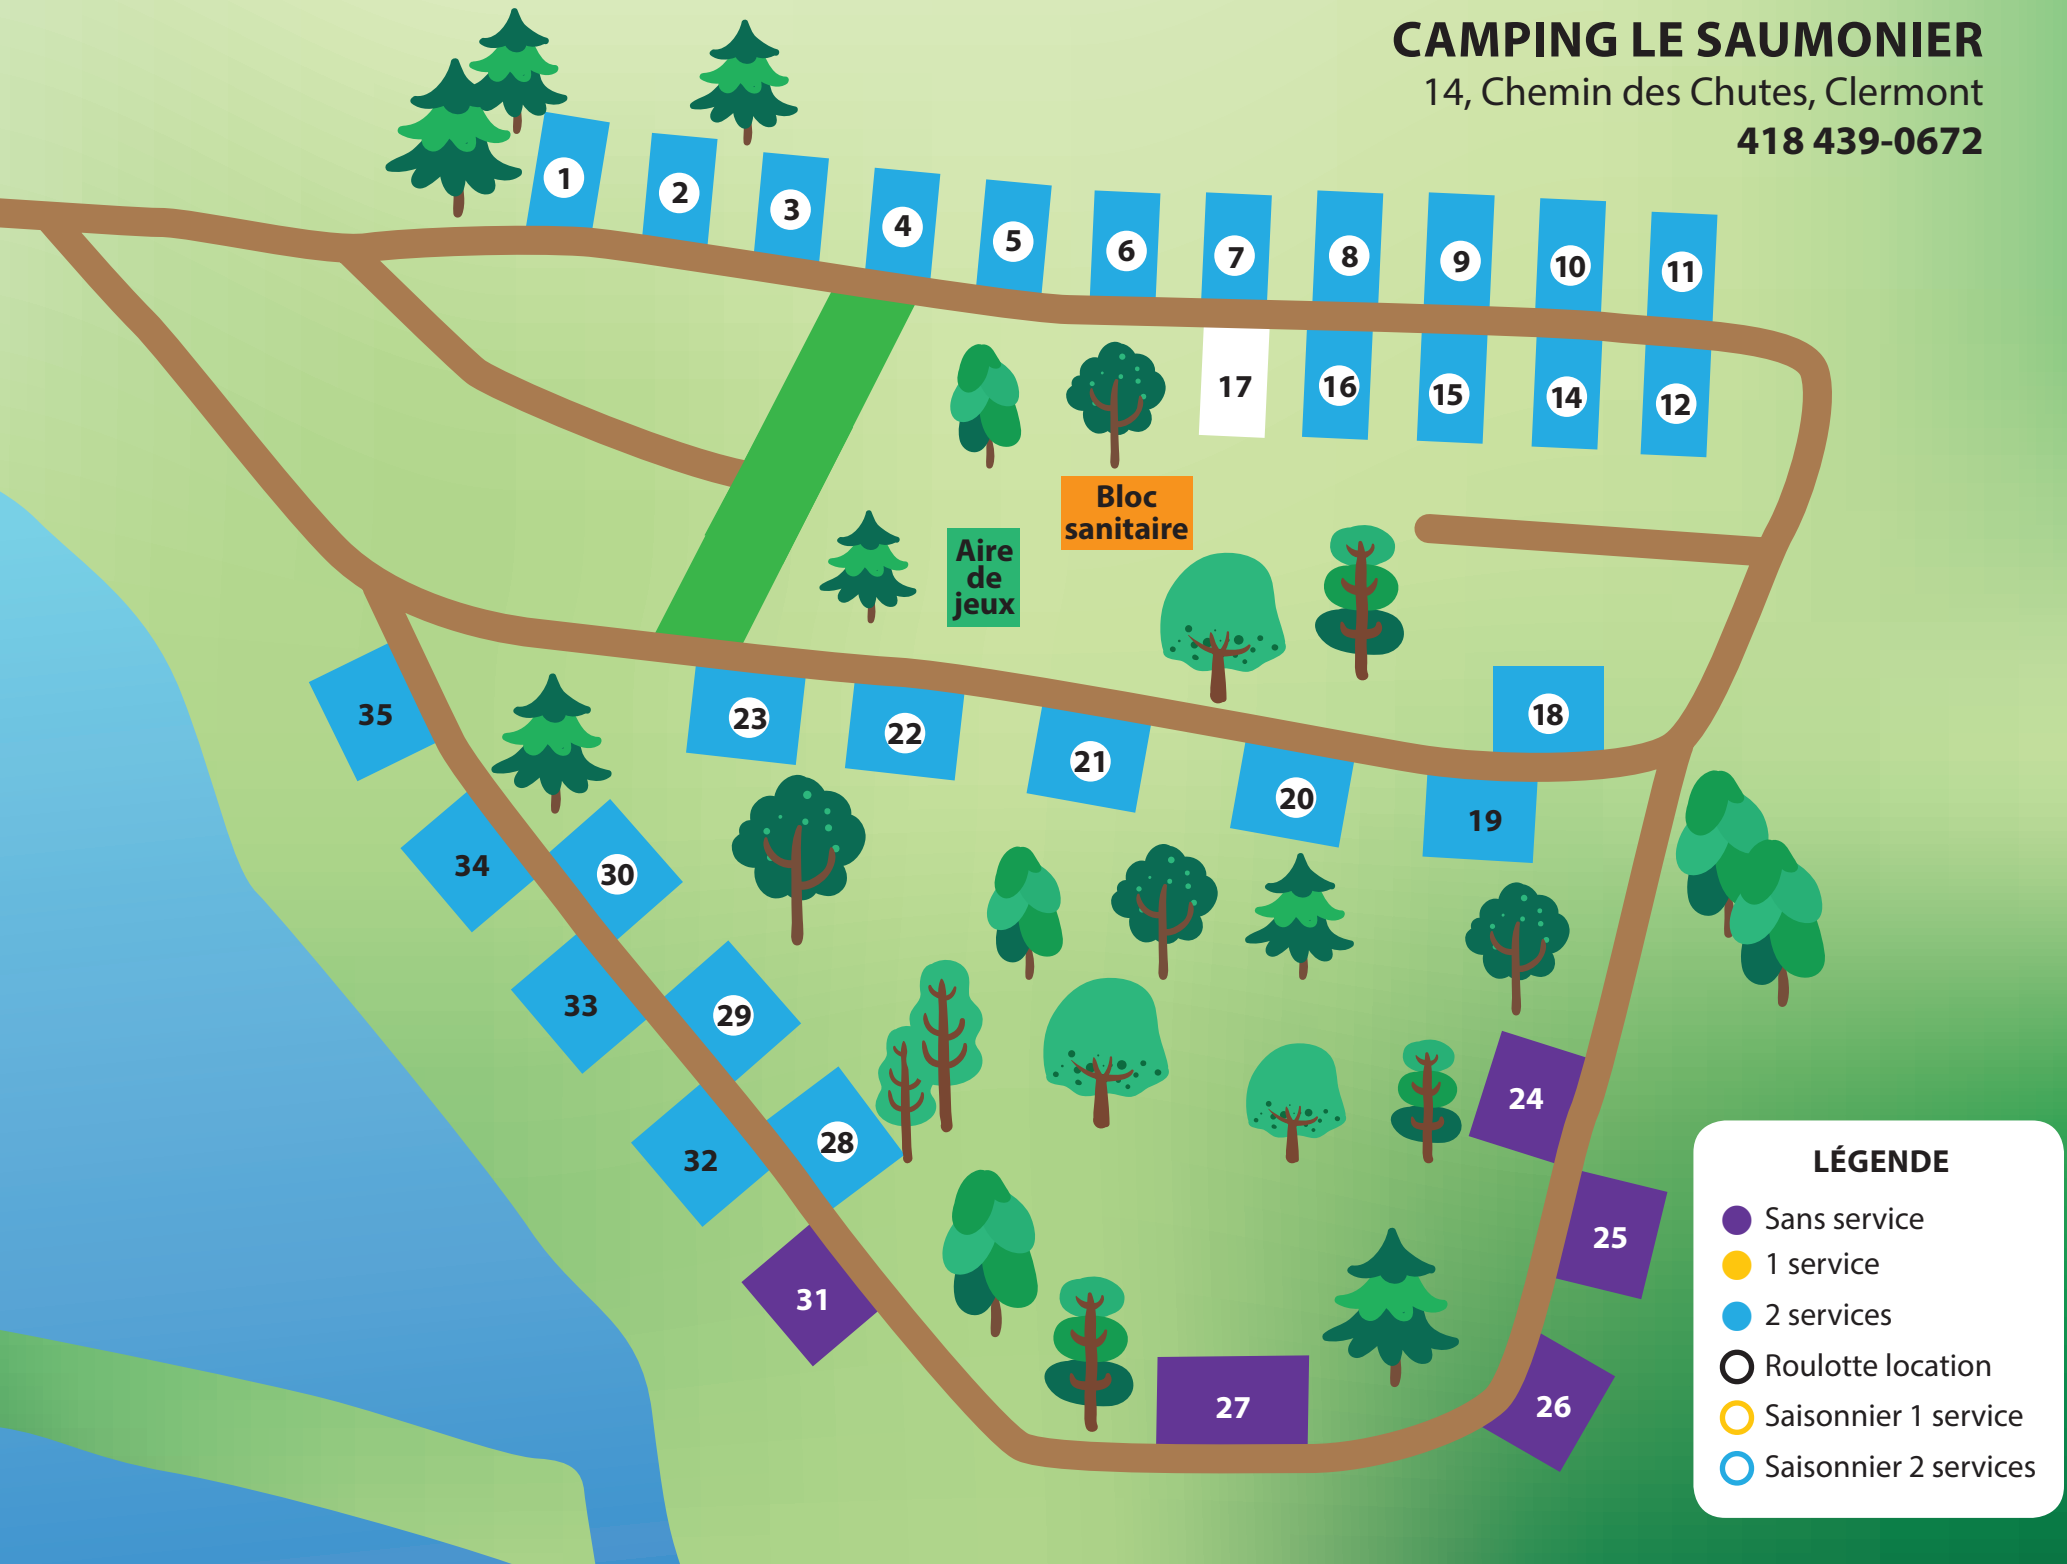 CAMPING LE SAUMONIER
14, Chemin des Chutes, Clermont
418 439-0672
1
2
3
4
5
6
7
8
9
10
11
17
16
15
14
12
Bloc
sanitaire
Aire
de
jeux
18
35
23
22
21
20
19
34
30
33
29
32
28
31
24
25
26
27
LÉGENDE
Sans service
1 service
2 services
Roulotte location
Saisonnier 1 service
Saisonnier 2 services